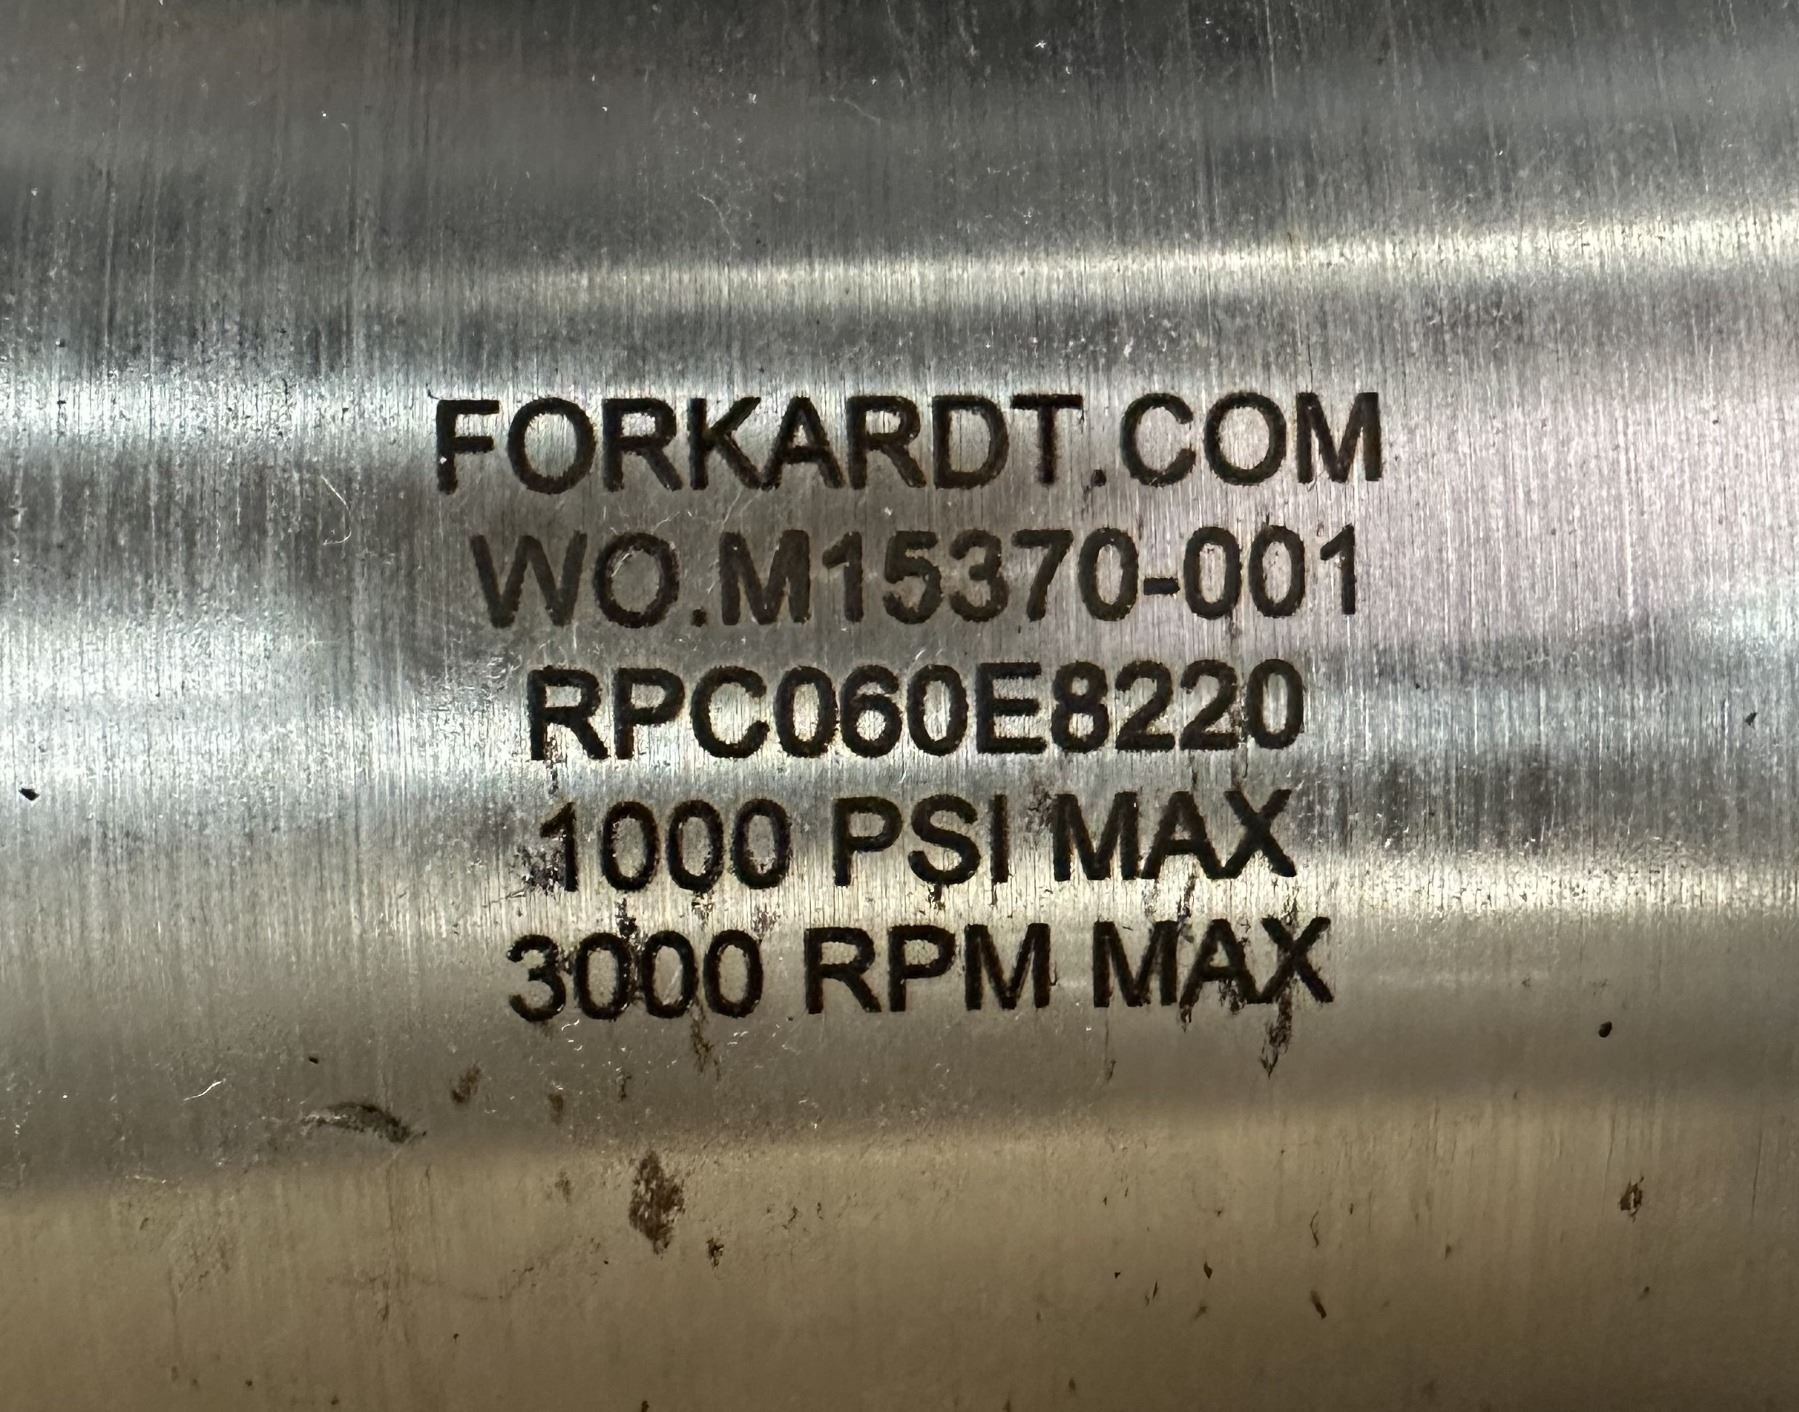 FORKARDT.COM
WO.M15370-001
RPC060E8220
1000 PSI MAX
3000 RPM MAX